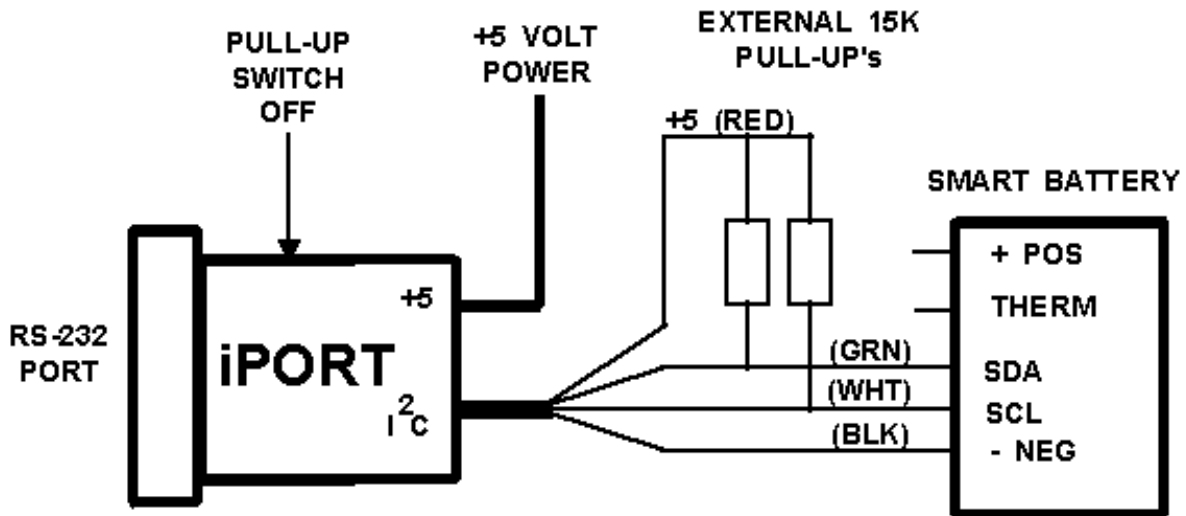 PULL-UP
SWITCH
OFF
+5 VOLT
POWER
EXTERNAL 15K
PULL-UP's
+5 (RED)
SMART BATTERY
+ POS
THERM
SDA
SCL
- NEG
RS-232
PORT
iPORT
+5
I²C
(GRN)
(WHT)
(BLK)